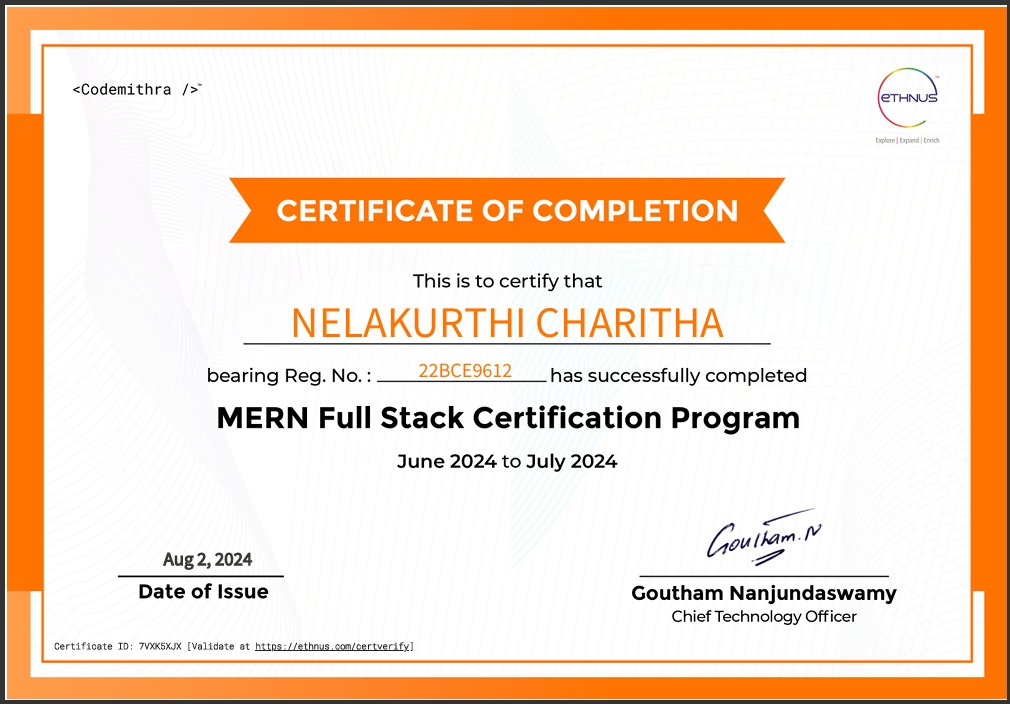 <Codemithra />™
eTHNUS™
Explore | Expand | Enrich
CERTIFICATE OF COMPLETION
This is to certify that
NELAKURTHI CHARITHA
bearing Reg. No. : 22BCE9612 has successfully completed
MERN Full Stack Certification Program
June 2024 to July 2024
Goutham.N
Aug 2, 2024
Date of Issue
Goutham Nanjundaswamy
Chief Technology Officer
Certificate ID: 7VXK5XJX [Validate at https://ethnus.com/certverify]